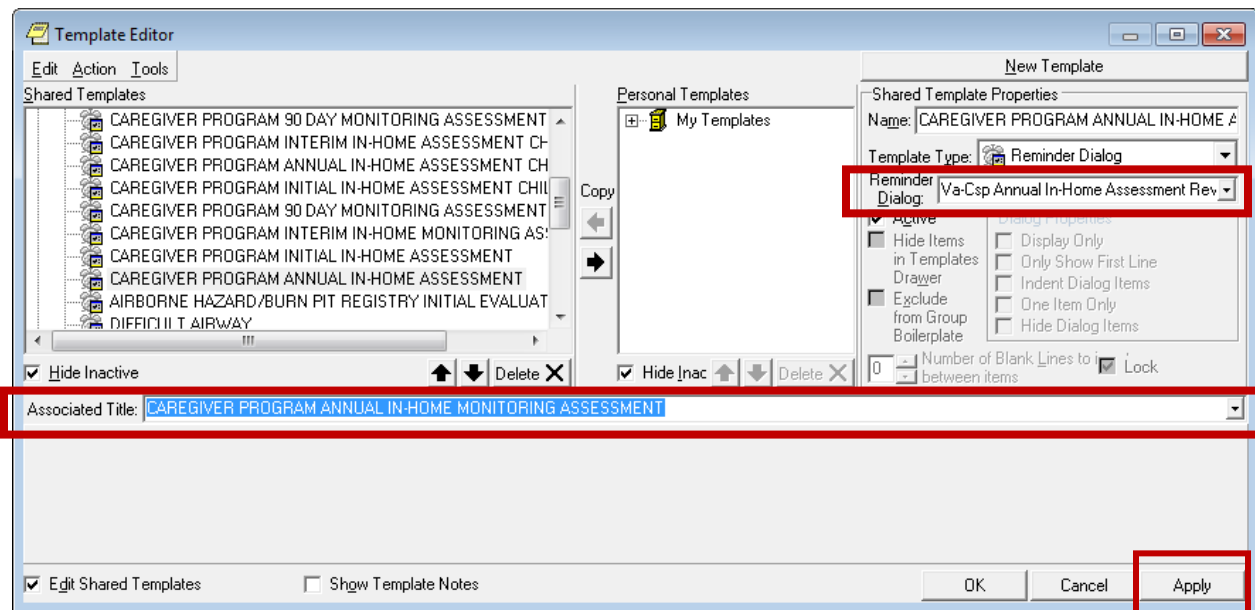 Template Editor
Edit Action Tools
New Template
Shared Templates
CAREGIVER PROGRAM 90 DAY MONITORING ASSESSMENT
CAREGIVER PROGRAM INTERIM IN-HOME ASSESSMENT CH
CAREGIVER PROGRAM ANNUAL IN-HOME ASSESSMENT CH
CAREGIVER PROGRAM INITIAL IN-HOME ASSESSMENT CHIL
CAREGIVER PROGRAM 90 DAY MONITORING ASSESSMENT
CAREGIVER PROGRAM INTERIM IN-HOME MONITORING AS
CAREGIVER PROGRAM INITIAL IN-HOME ASSESSMENT
CAREGIVER PROGRAM ANNUAL IN-HOME ASSESSMENT
AIRBORNE HAZARD/BURN PIT REGISTRY INITIAL EVALUAT
DIFFICULT AIRWAY
Hide Inactive
Delete
Copy
Personal Templates
My Templates
Hide Inac
Delete
Shared Template Properties
Name: CAREGIVER PROGRAM ANNUAL IN-HOME A
Template Type: Reminder Dialog
Reminder
Dialog: Va-Csp Annual In-Home Assessment Rev
Active
Hide Items
in Templates
Drawer
Exclude
from Group
Boilerplate
Dialog Properties
Display Only
Only Show First Line
Indent Dialog Items
One Item Only
Hide Dialog Items
0 Number of Blank Lines to
between items
Lock
Associated Title: CAREGIVER PROGRAM ANNUAL IN-HOME MONITORING ASSESSMENT
Edit Shared Templates
Show Template Notes
OK
Cancel
Apply